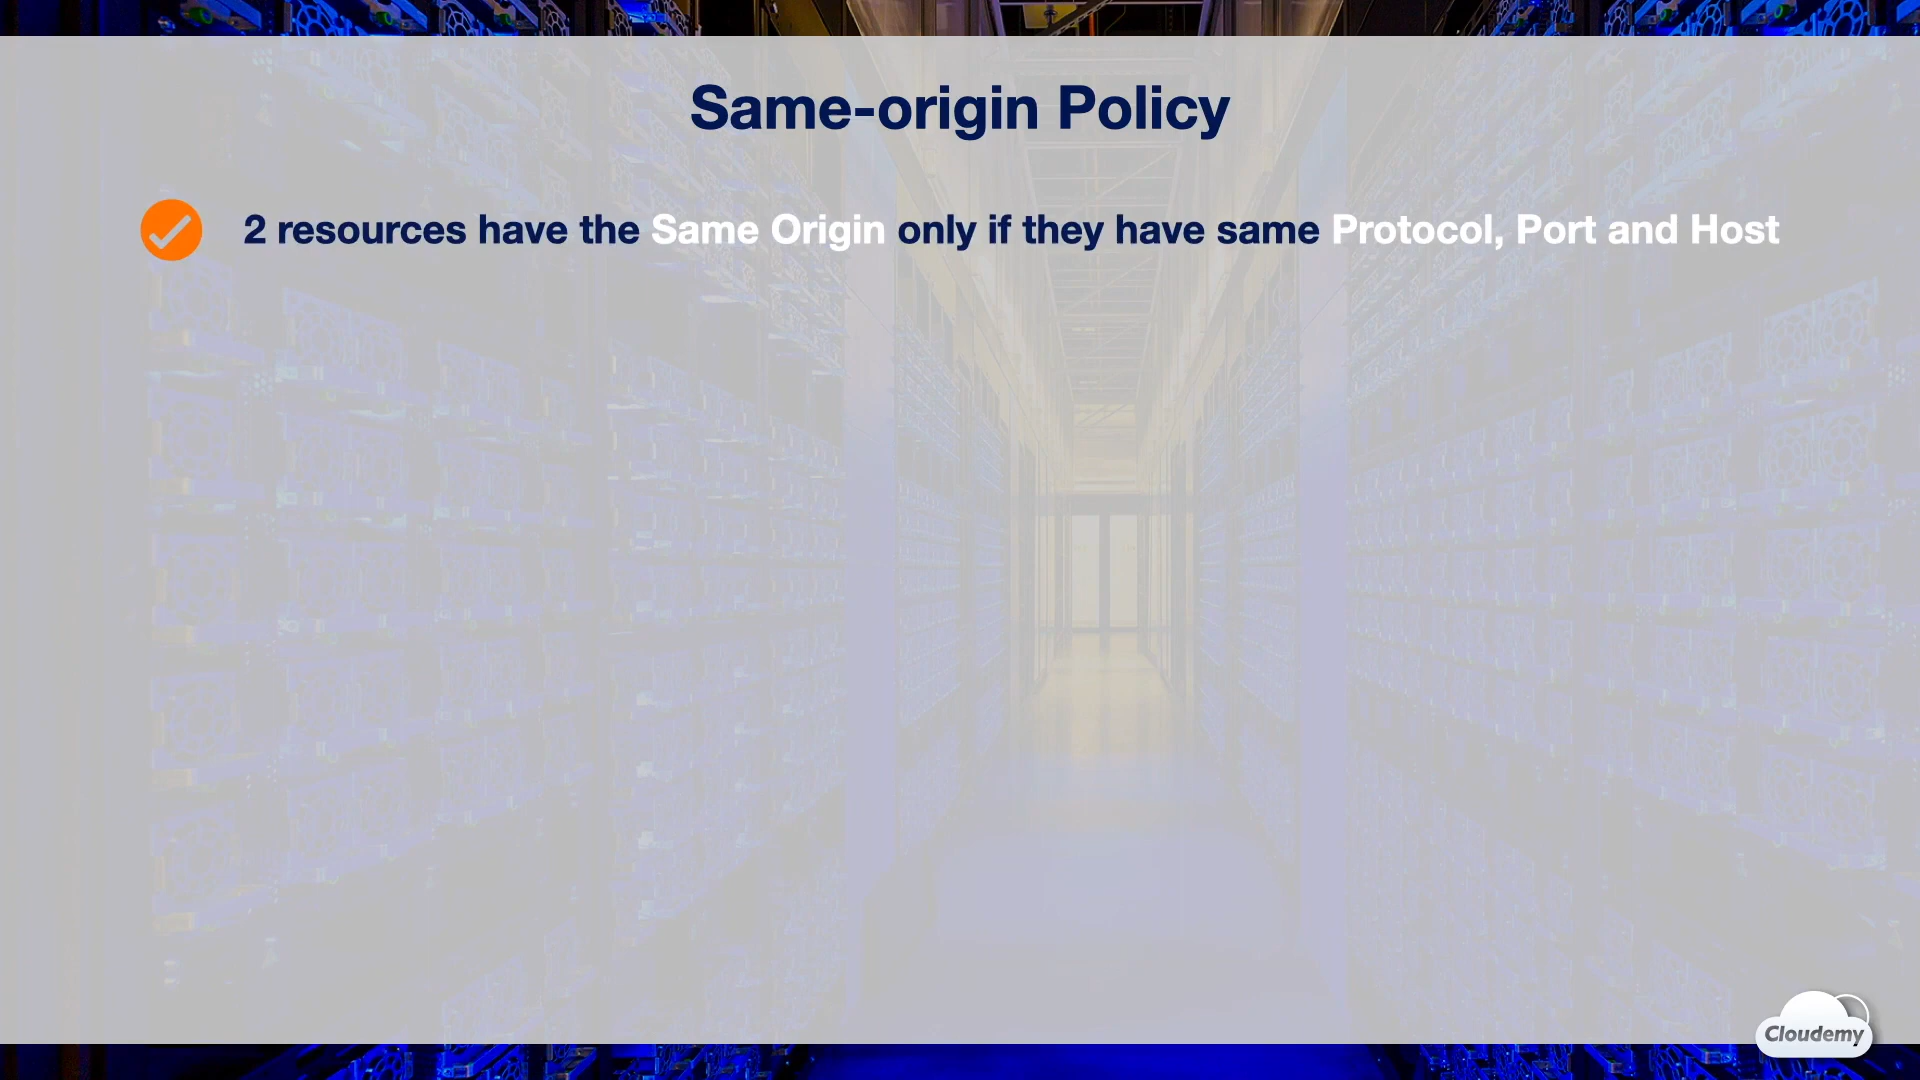 Same-origin Policy
2 resources have the Same Origin only if they have same Protocol, Port and Host
Cloudemy